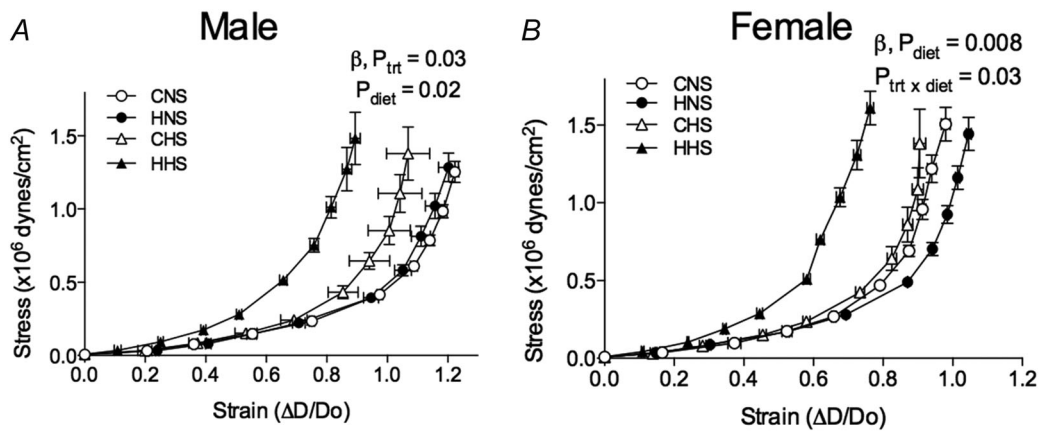 A Male
β, Ptrt = 0.03
Pdiet = 0.02
CNS
HNS
CHS
HHS
1.5
1.0
0.5
0.0
Stress (x10⁶ dynes/cm²)
0.0 0.2 0.4 0.6 0.8 1.0 1.2
Strain (ΔD/Do)
B Female
β, Pdiet = 0.008
Ptrt x diet = 0.03
CNS
HNS
CHS
HHS
1.5
1.0
0.5
0.0
Stress (x10⁶ dynes/cm²)
0.0 0.2 0.4 0.6 0.8 1.0 1.2
Strain (ΔD/Do)